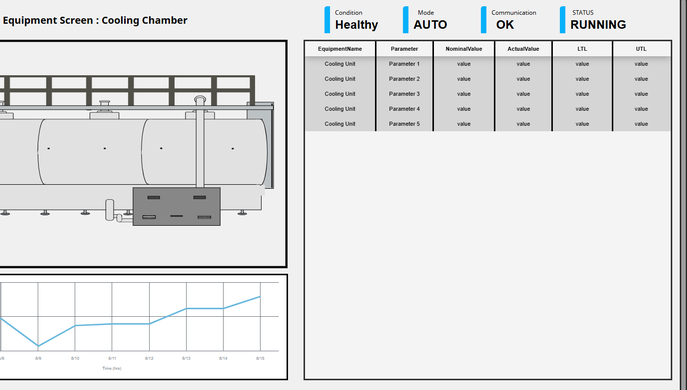 Equipment Screen : Cooling Chamber
Condition
Healthy
Mode
AUTO
Communication
OK
STATUS
RUNNING
EquipmentName Parameter NominalValue ActualValue LTL UTL
Cooling Unit Parameter 1 value value value value
Cooling Unit Parameter 2 value value value value
Cooling Unit Parameter 3 value value value value
Cooling Unit Parameter 4 value value value value
Cooling Unit Parameter 5 value value value value
8/9 8/10 8/11 8/12 8/13 8/14 8/15
Time (hrs)